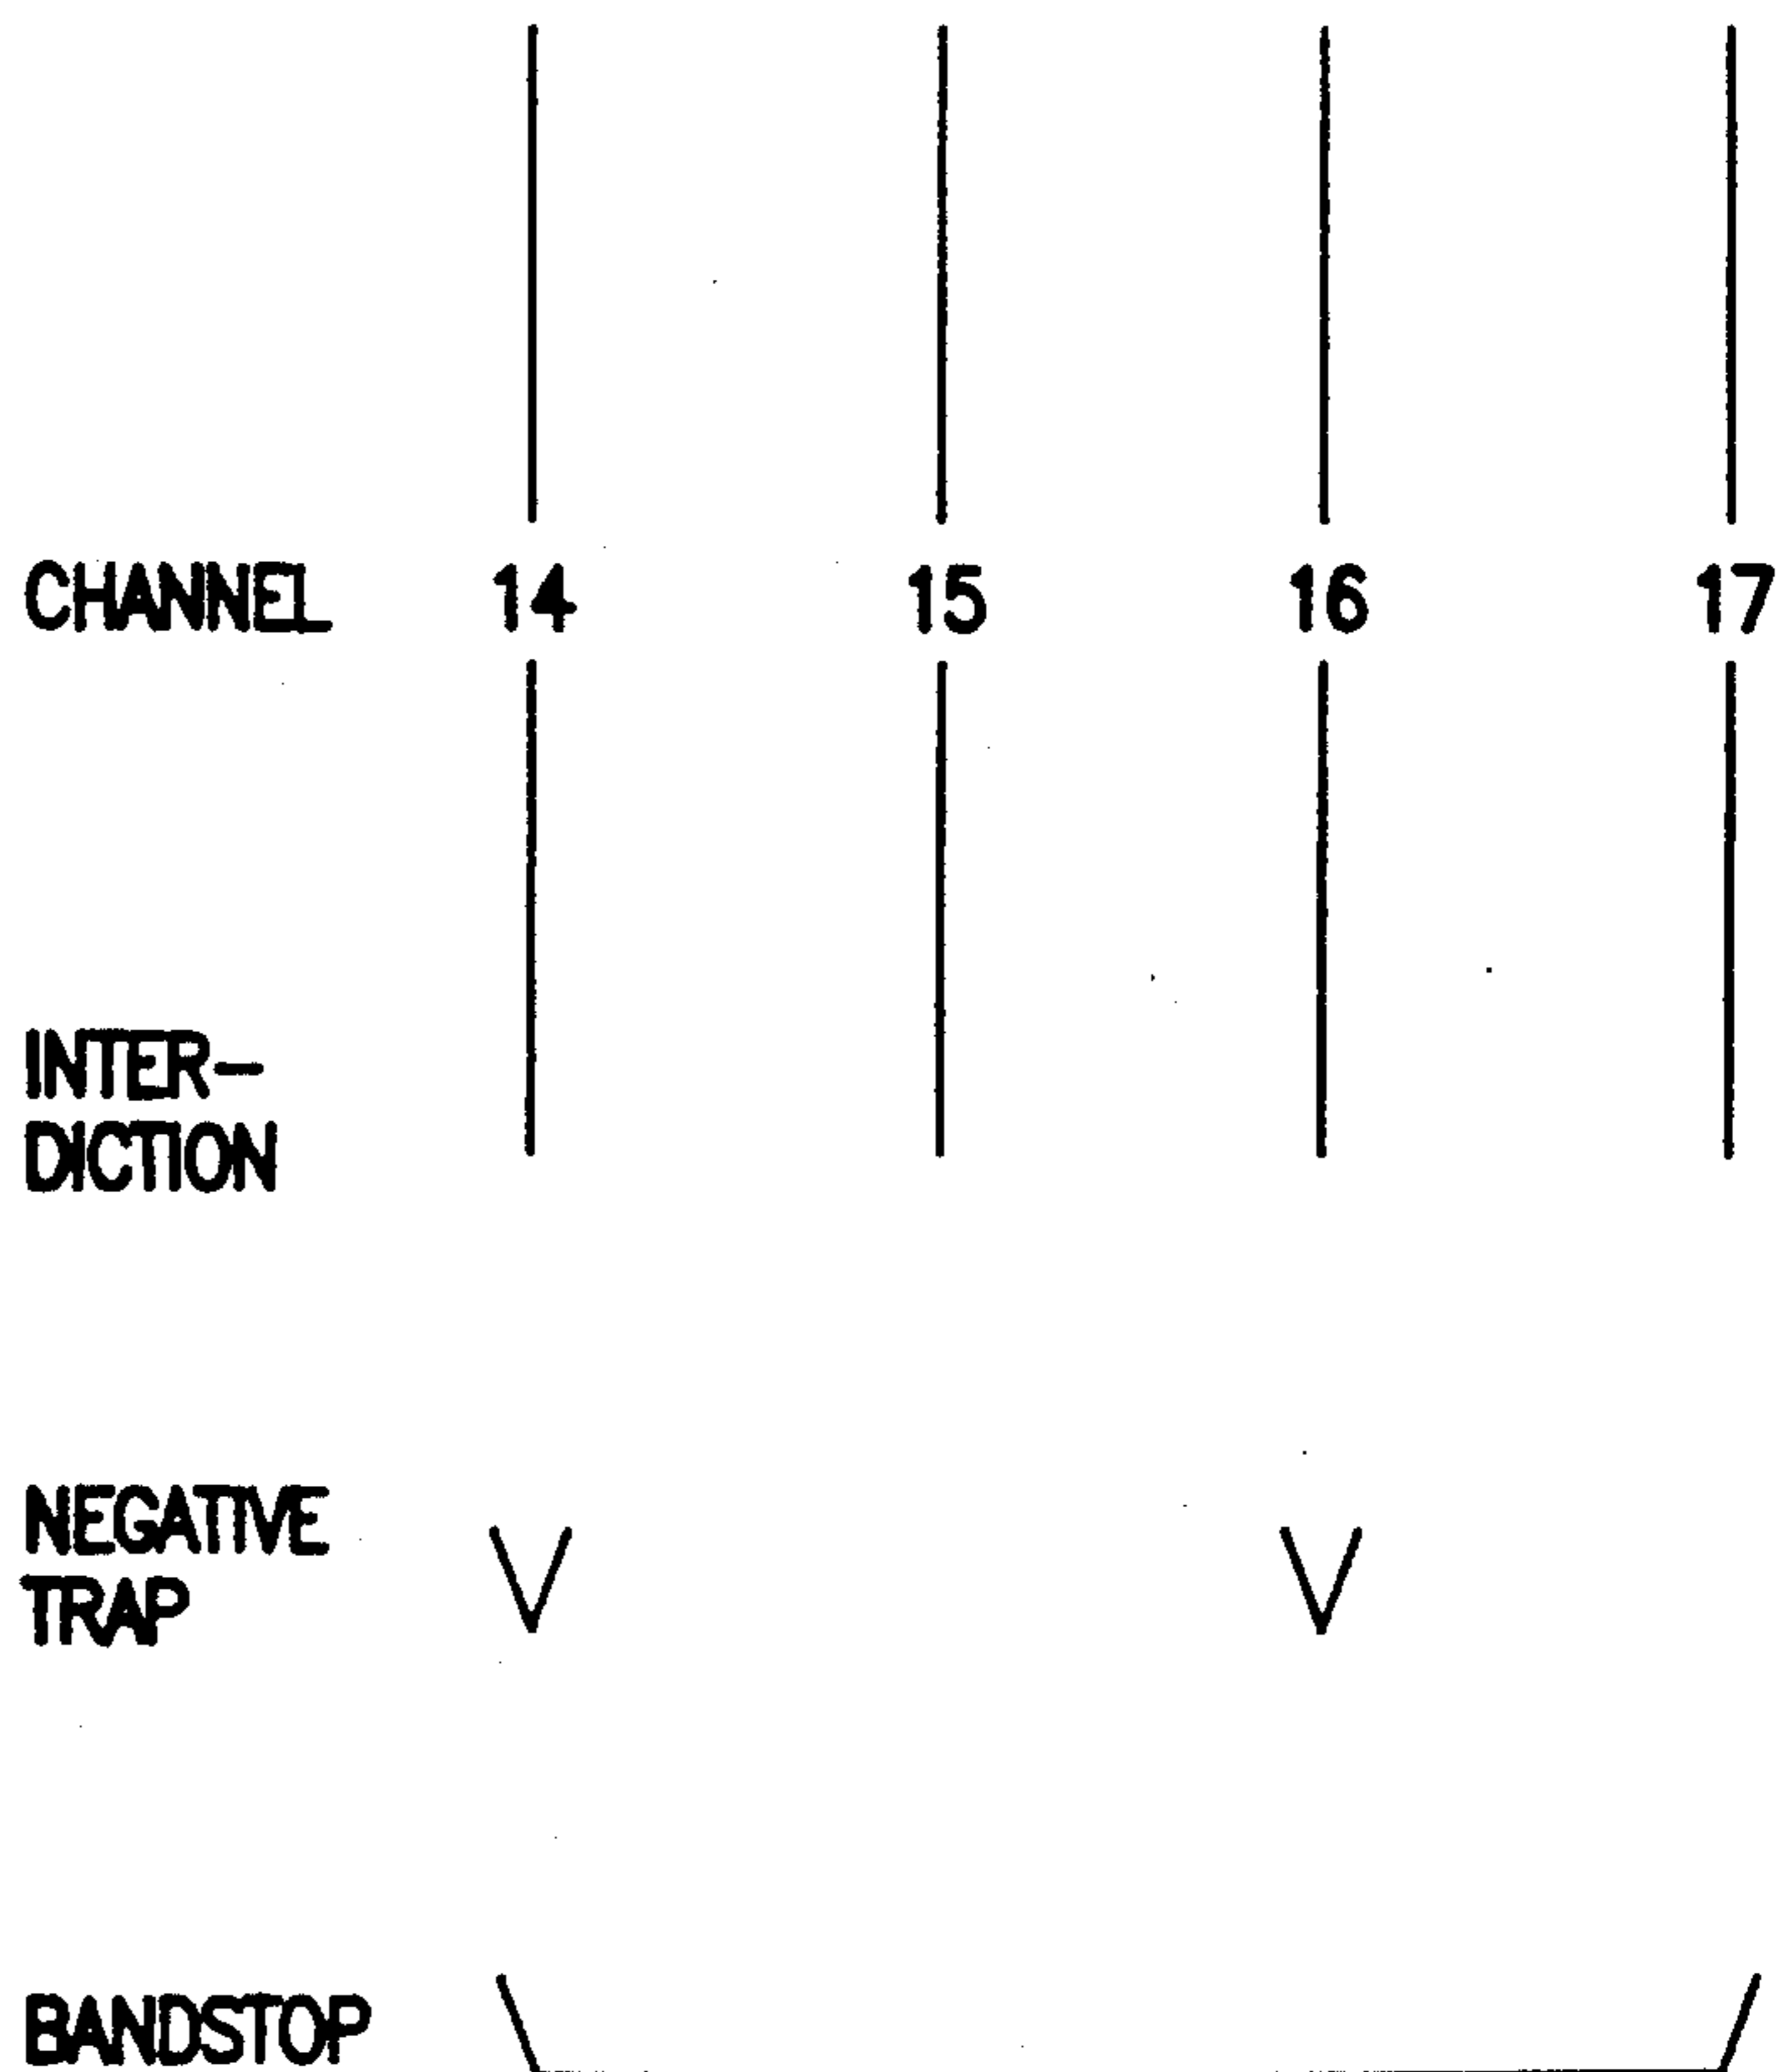 CHANNEL 14 15 16 17
INTER-
DICTION
NEGATIVE
TRAP
BANDSTOP